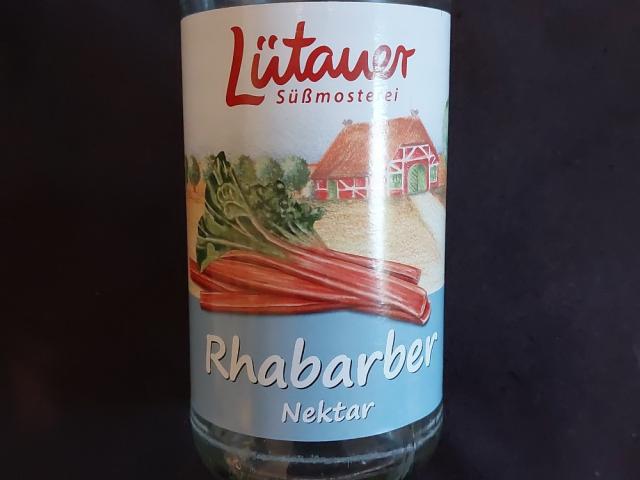 Lütauer
Süßmosterei
Rhabarber
Nektar